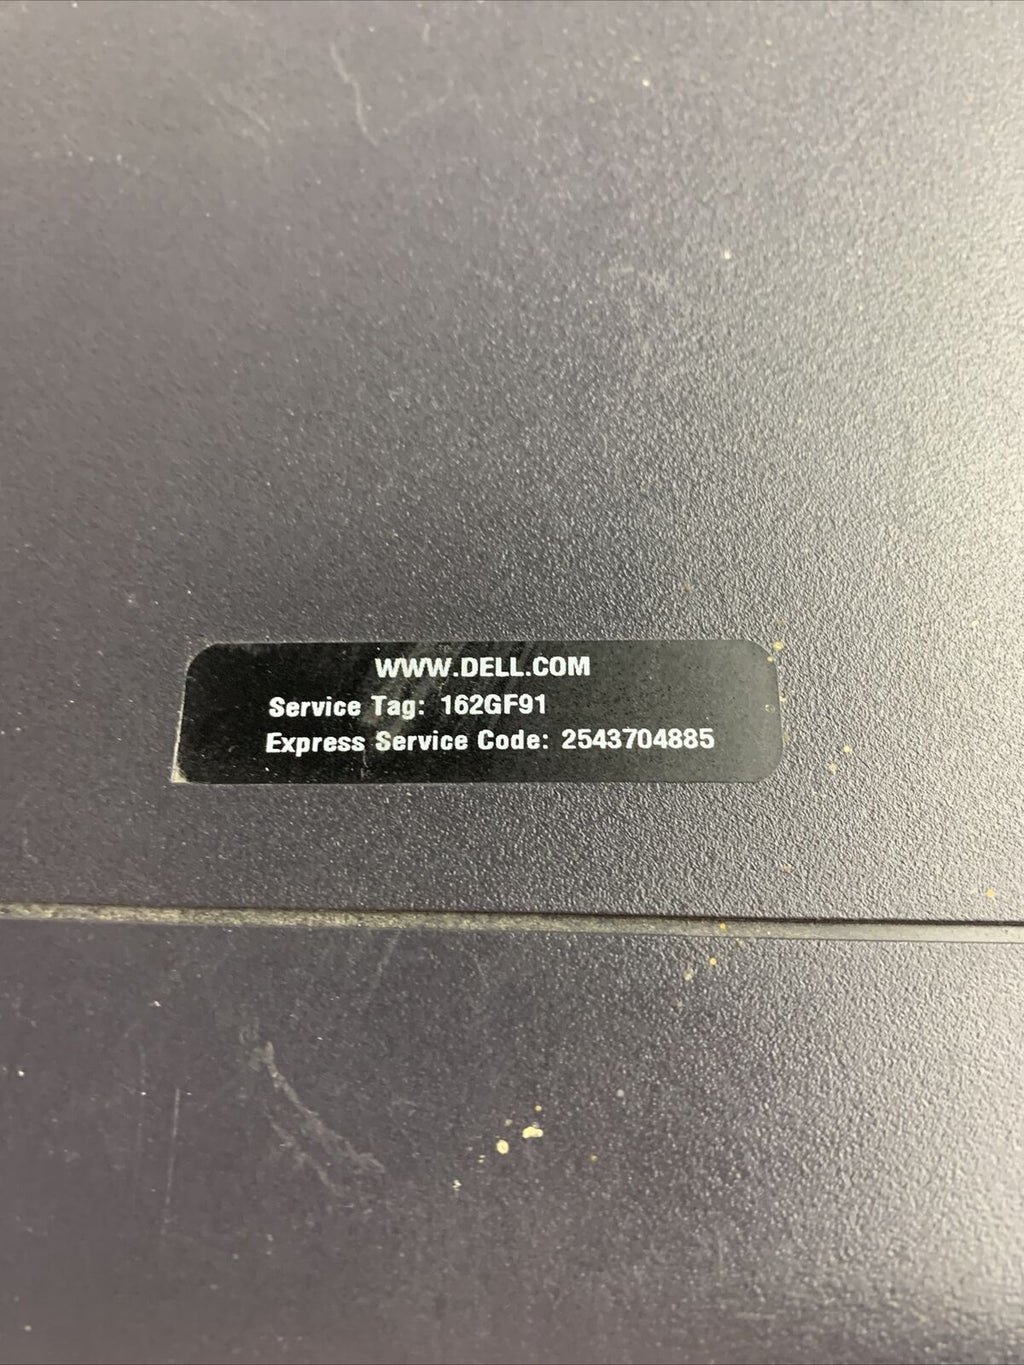 WWW.DELL.COM
Service Tag: 162GF91
Express Service Code: 2543704885